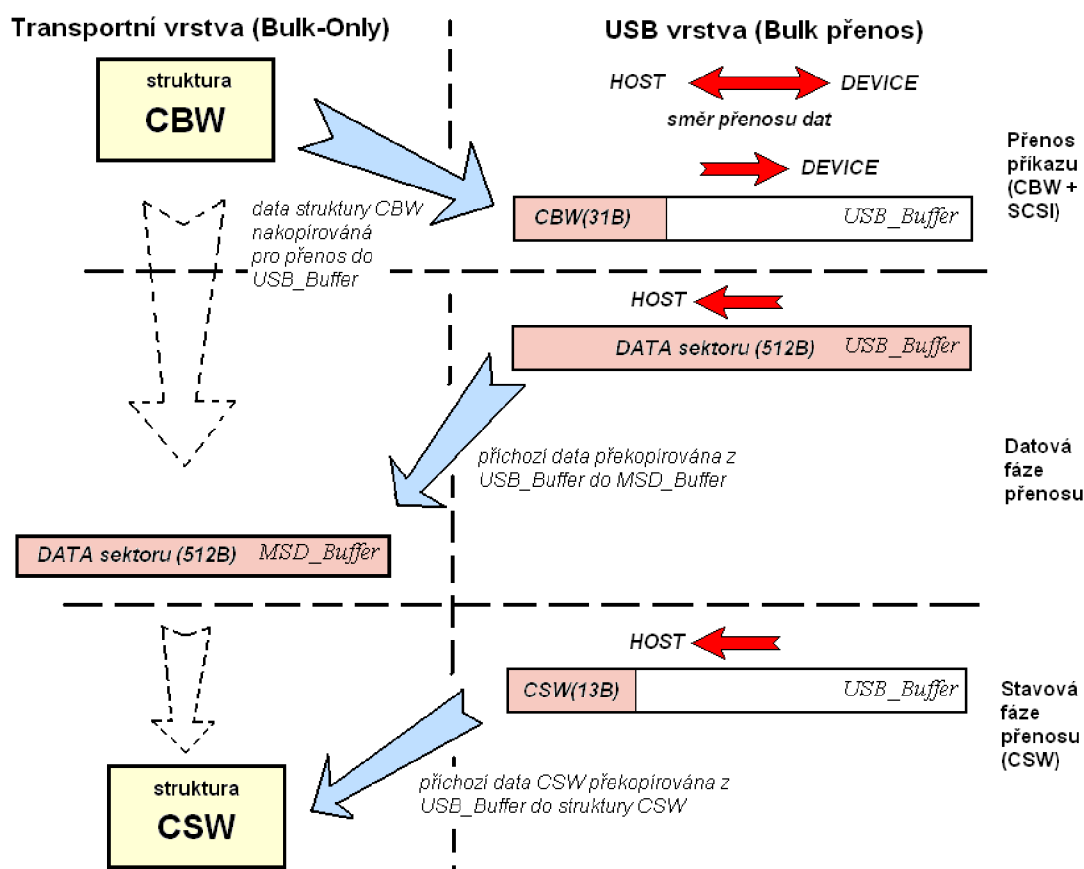 Transportní vrstva (Bulk-Only)
USB vrstva (Bulk přenos)
struktura
CBW
HOST
DEVICE
směr přenosu dat
DEVICE
Přenos
příkazu
(CBW +
SCSI)
data struktury CBW
nakopírováná
pro přenos do
USB_Buffer
CBW(31B)
USB_Buffer
HOST
DATA sektoru (512B)
USB_Buffer
příchozí data překopírována z
USB_Buffer do MSD_Buffer
Datová
fáze
přenosu
DATA sektoru (512B)
MSD_Buffer
HOST
CSW(13B)
USB_Buffer
Stavová
fáze
přenosu
(CSW)
struktura
CSW
příchozí data CSW překopírována z
USB_Buffer do struktury CSW